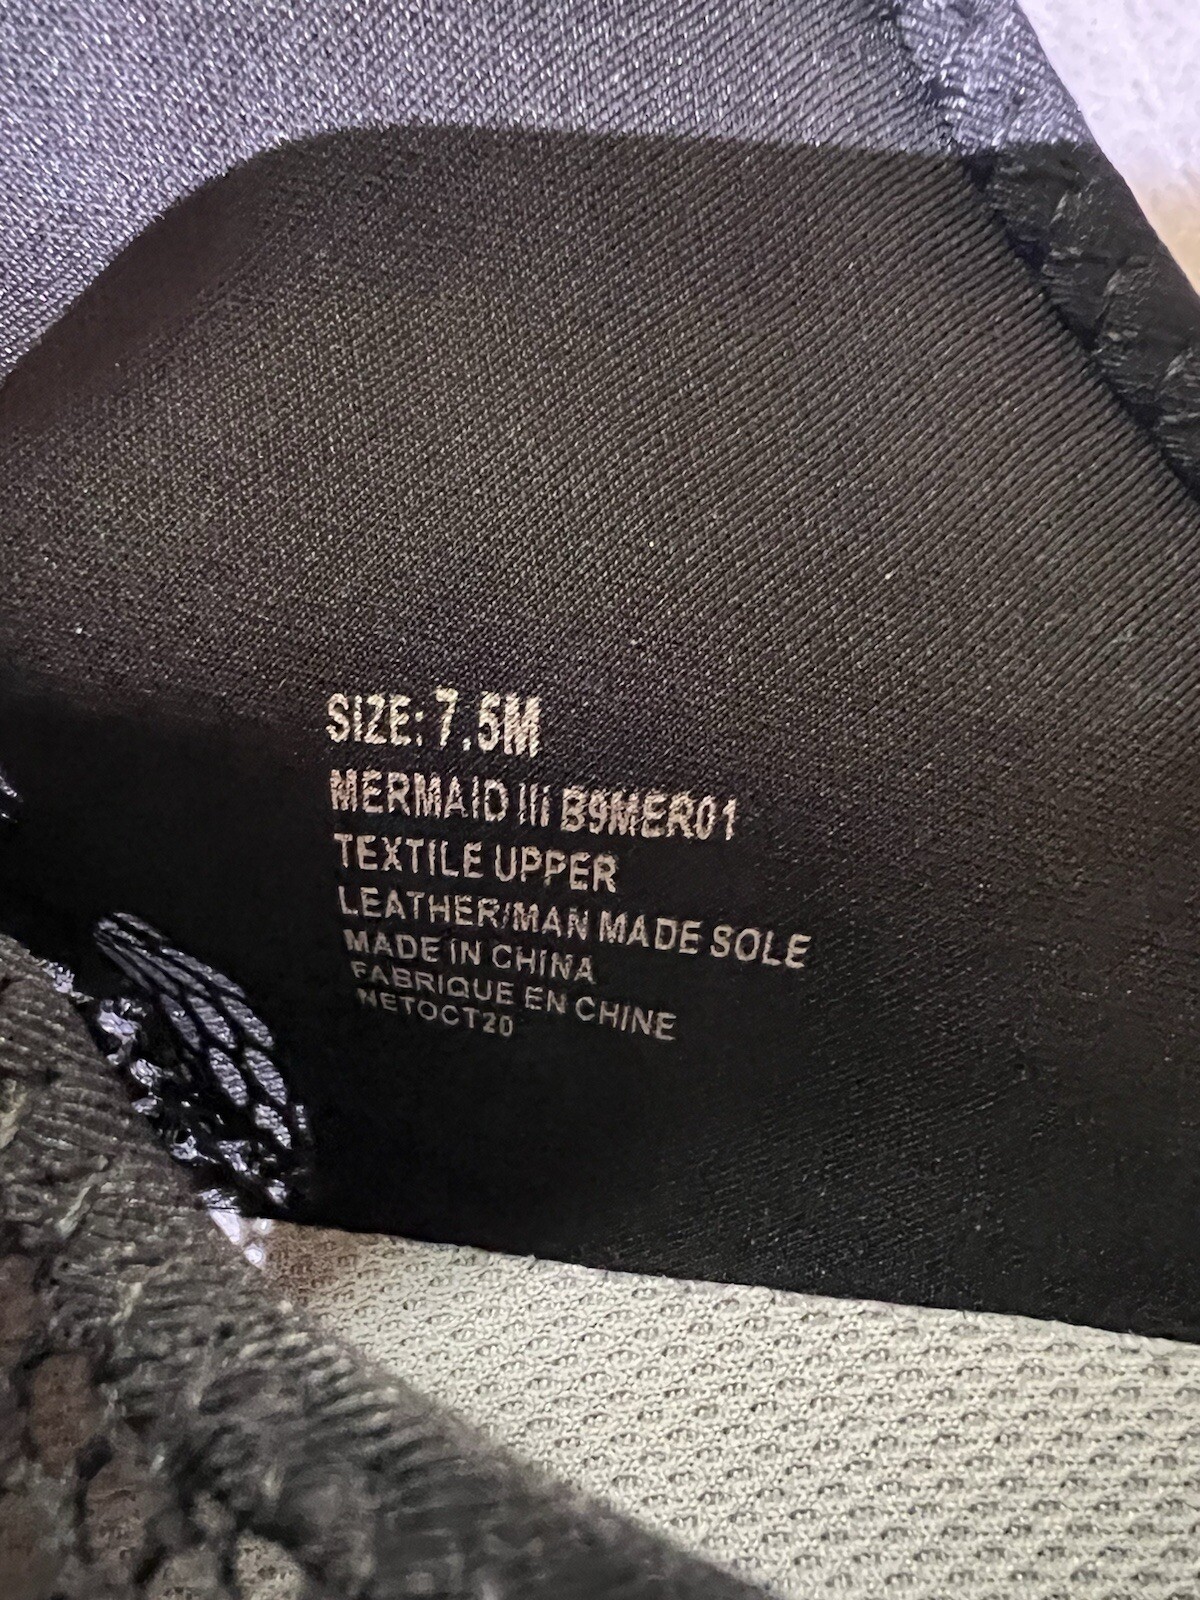 SIZE: 7.5M
MERMAID III B9MER01
TEXTILE UPPER
LEATHER/MAN MADE SOLE
MADE IN CHINA
FABRIQUE EN CHINE
NETOCT20